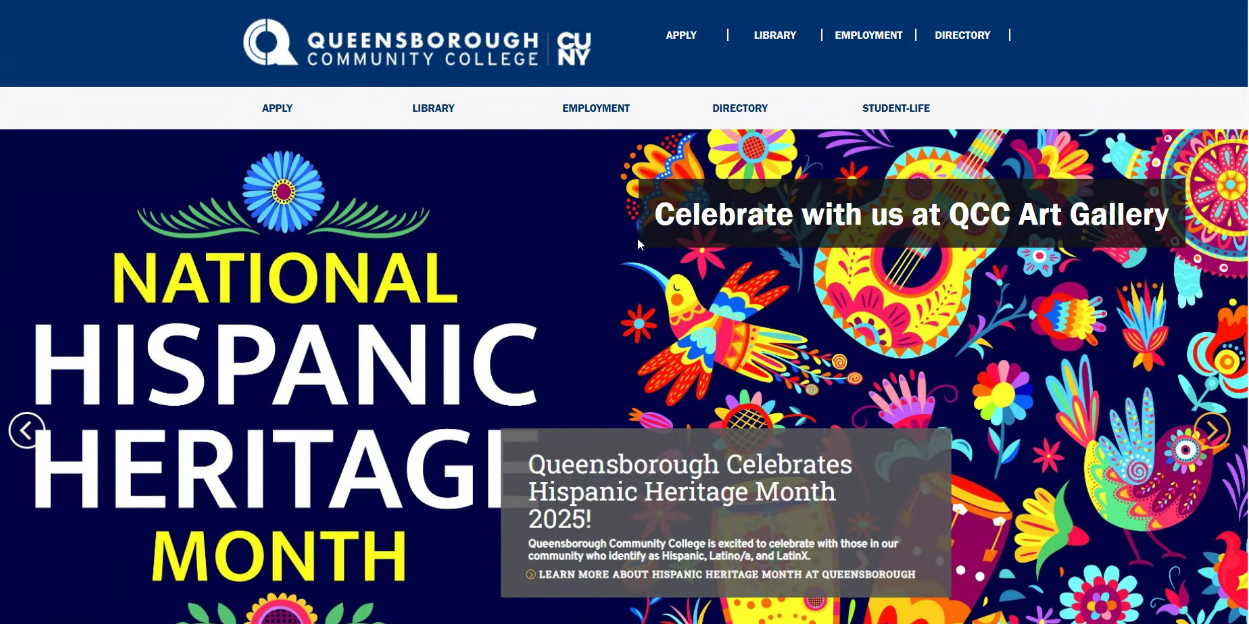 QUEENSBOROUGH
COMMUNITY COLLEGE
CU
NY
APPLY
LIBRARY
EMPLOYMENT
DIRECTORY
APPLY
LIBRARY
EMPLOYMENT
DIRECTORY
STUDENT-LIFE
Celebrate with us at QCC Art Gallery
NATIONAL
HISPANIC
HERITAGE
MONTH
Queensborough Celebrates
Hispanic Heritage Month
2025!
Queensborough Community College is excited to celebrate with those in our
community who identify as Hispanic, Latino/a, and LatinX.
LEARN MORE ABOUT HISPANIC HERITAGE MONTH AT QUEENSBOROUGH